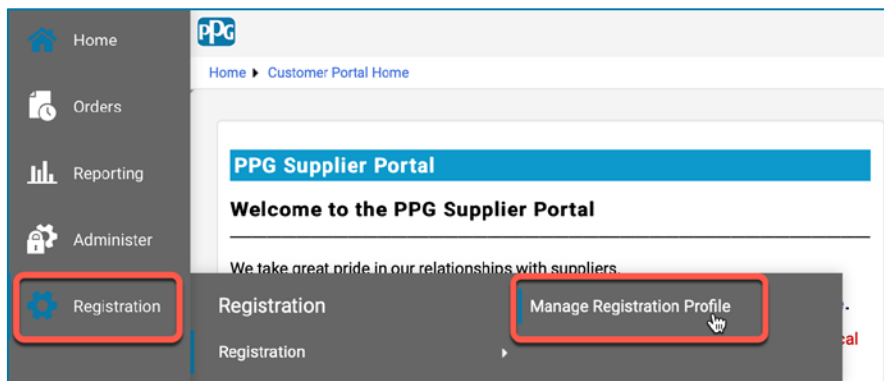 Home
PPG
Home ▸ Customer Portal Home
Orders
Reporting
PPG Supplier Portal
Welcome to the PPG Supplier Portal
Administer
We take great pride in our relationships with suppliers.
Registration
Registration
Manage Registration Profile
Registration